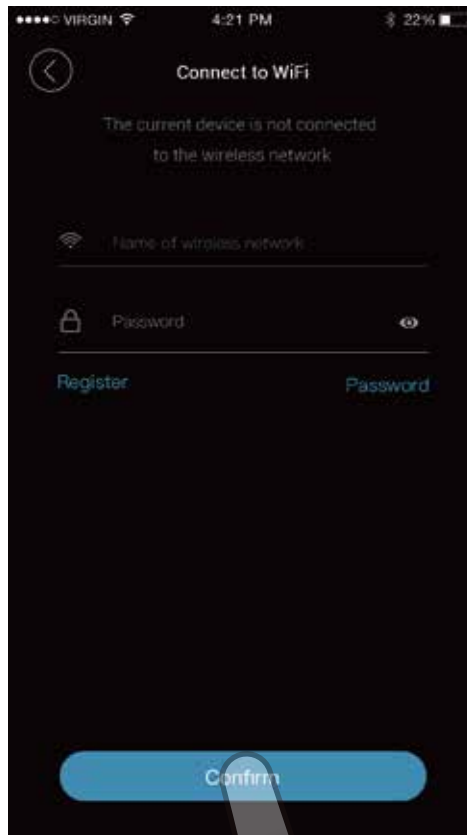 VIRGIN 4:21 PM 22%
Connect to WiFi
The current device is not connected
to the wireless network
Name of wireless network
Password
Register Password
Confirm